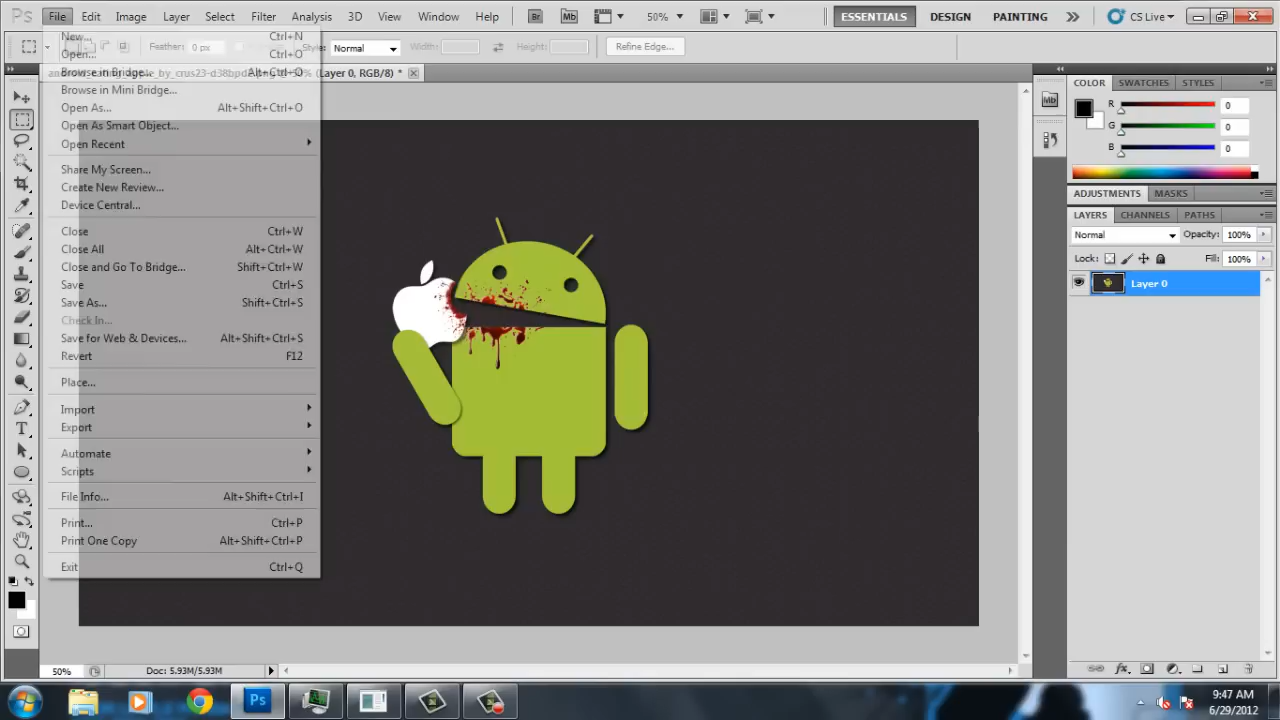 Ps File Edit Image Layer Select Filter Analysis 3D View Window Help Br Mb 50% ESSENTIALS DESIGN PAINTING CS Live
Feather: 0 px Style: Normal Width: Height: Refine Edge...
50% (Layer 0, RGB/8) *
New... Ctrl+N
Open... Ctrl+O
Browse in Bridge... Alt+Ctrl+O
Browse in Mini Bridge...
Open As... Alt+Shift+Ctrl+O
Open As Smart Object...
Open Recent
Share My Screen...
Create New Review...
Device Central...
Close Ctrl+W
Close All Alt+Ctrl+W
Close and Go To Bridge... Shift+Ctrl+W
Save Ctrl+S
Save As... Shift+Ctrl+S
Check In...
Save for Web & Devices... Alt+Shift+Ctrl+S
Revert F12
Place...
Import
Export
Automate
Scripts
File Info... Alt+Shift+Ctrl+I
Print... Ctrl+P
Print One Copy Alt+Shift+Ctrl+P
Exit Ctrl+Q
Mb
COLOR SWATCHES STYLES
R 0
G 0
B 0
ADJUSTMENTS MASKS
LAYERS CHANNELS PATHS
Normal Opacity: 100%
Lock: Fill: 100%
Layer 0
T
50% Doc: 5.93M/5.93M
fx
Ps
9:47 AM
6/29/2012